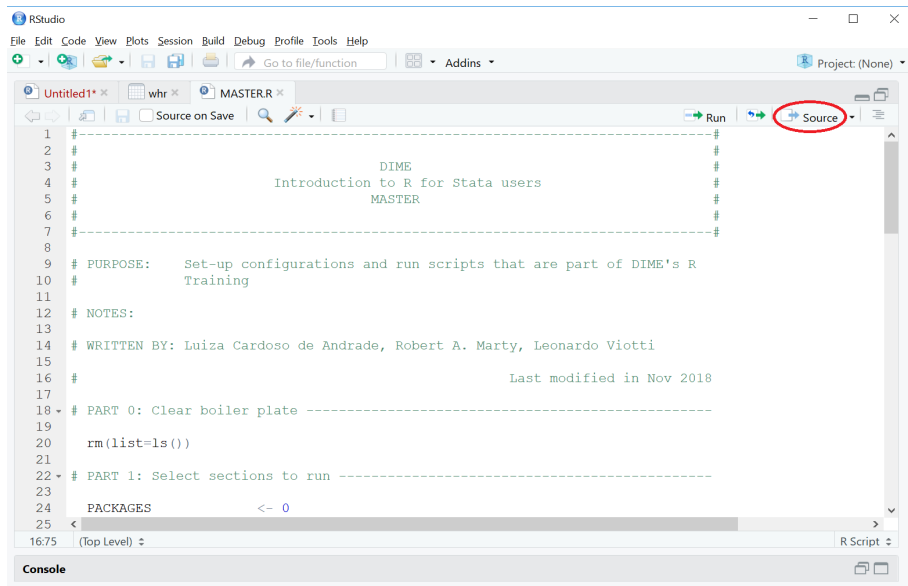 RStudio
File Edit Code View Plots Session Build Debug Profile Tools Help
Go to file/function Addins Project: (None)
Untitled1* whr MASTER.R
Source on Save Run Source
1 #------------------------------------------------------------------------------#
2 # #
3 # DIME #
4 # Introduction to R for Stata users #
5 # MASTER #
6 # #
7 #------------------------------------------------------------------------------#
8
9 # PURPOSE: Set-up configurations and run scripts that are part of DIME's R
10 # Training
11
12 # NOTES:
13
14 # WRITTEN BY: Luiza Cardoso de Andrade, Robert A. Marty, Leonardo Viotti
15
16 # Last modified in Nov 2018
17
18 # PART 0: Clear boiler plate --------------------------------------------------
19
20 rm(list=ls())
21
22 # PART 1: Select sections to run ----------------------------------------------
23
24 PACKAGES <- 0
25
16:75 (Top Level) R Script
Console